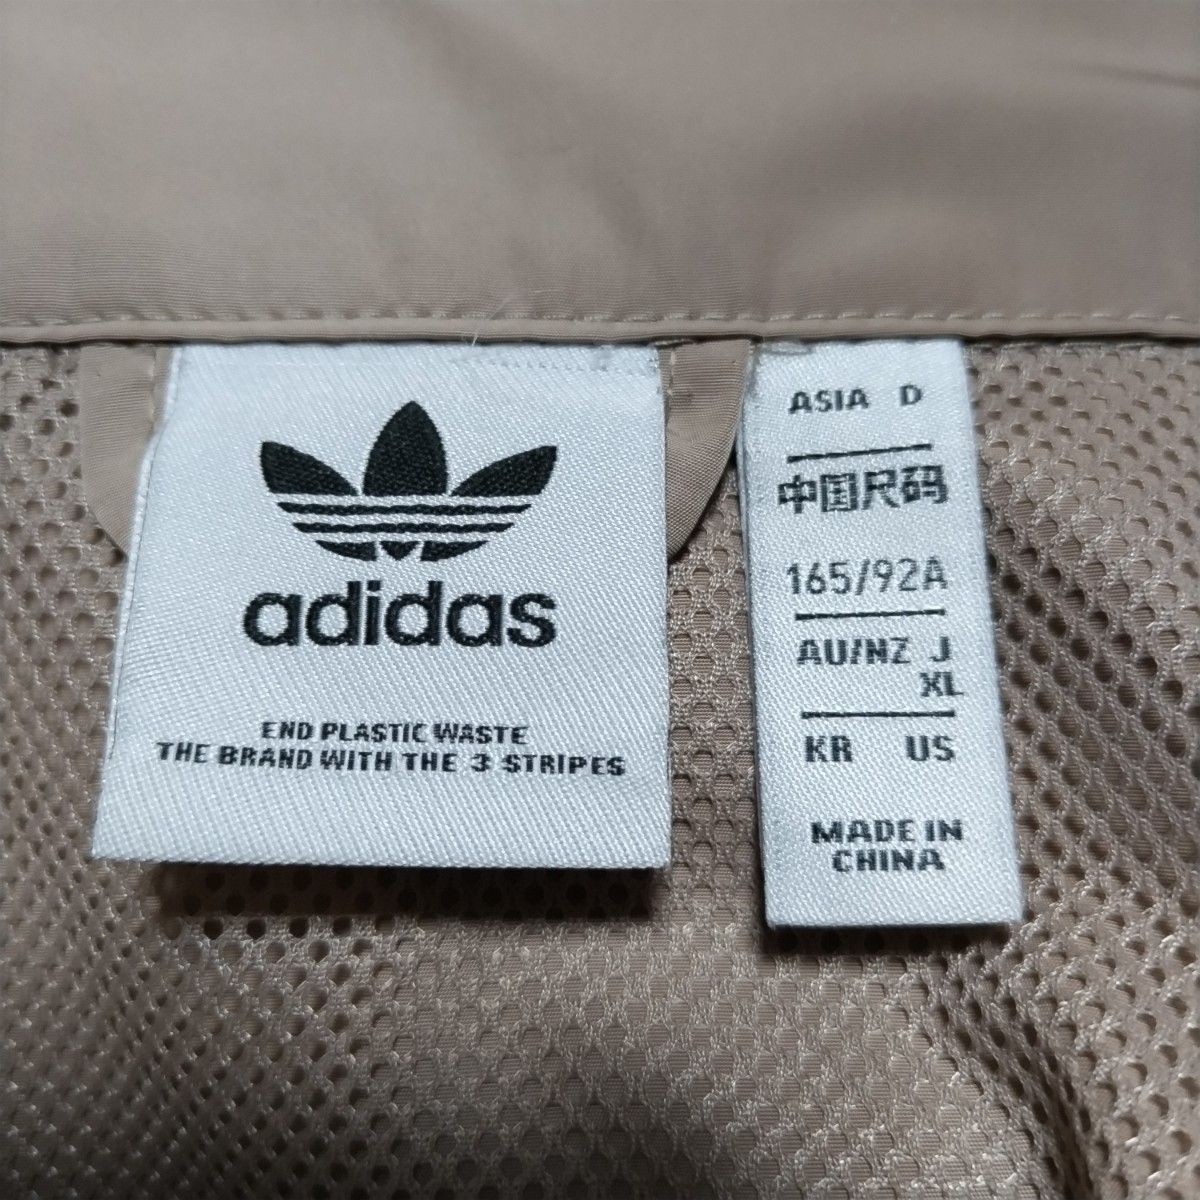 adidas
END PLASTIC WASTE
THE BRAND WITH THE 3 STRIPES
ASIA D
中国尺码
165/92A
AU/NZ J
XL
KR US
MADE IN
CHINA